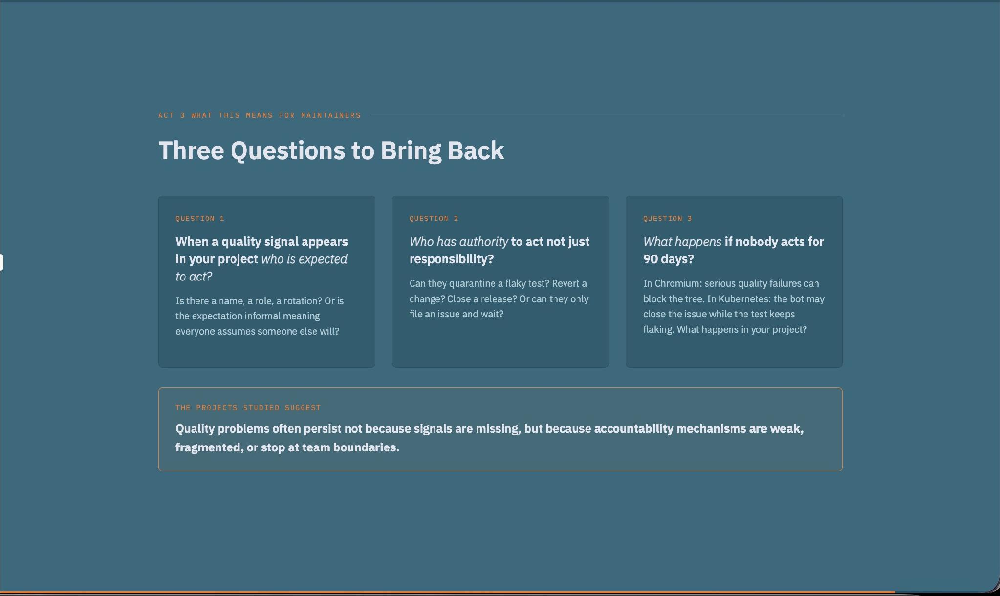 ACT 3 WHAT THIS MEANS FOR MAINTAINERS
Three Questions to Bring Back
QUESTION 1
When a quality signal appears
in your project who is expected
to act?
Is there a name, a role, a rotation? Or is
the expectation informal meaning
everyone assumes someone else will?
QUESTION 2
Who has authority to act not just
responsibility?
Can they quarantine a flaky test? Revert a
change? Close a release? Or can they only
file an issue and wait?
QUESTION 3
What happens if nobody acts for
90 days?
In Chromium: serious quality failures can
block the tree. In Kubernetes: the bot may
close the issue while the test keeps
flaking. What happens in your project?
THE PROJECTS STUDIED SUGGEST
Quality problems often persist not because signals are missing, but because accountability mechanisms are weak,
fragmented, or stop at team boundaries.